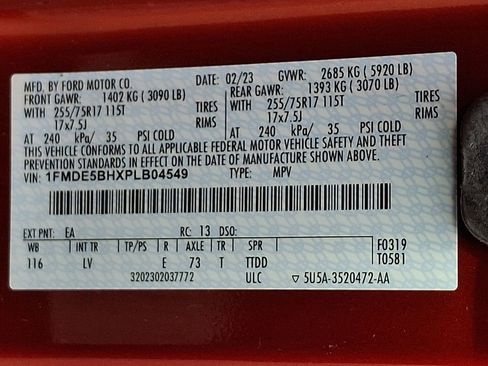 MFD. BY FORD MOTOR CO. DATE: 02/23 GVWR: 2685 KG ( 5920 LB)
FRONT GAWR: 1402 KG ( 3090 LB) REAR GAWR: 1393 KG ( 3070 LB)
WITH 255/75R17 115T TIRES WITH 255/75R17 115T TIRES
17x7.5J RIMS 17x7.5J RIMS
AT 240 kPa/ 35 PSI COLD AT 240 kPa/ 35 PSI COLD
THIS VEHICLE CONFORMS TO ALL APPLICABLE FEDERAL MOTOR VEHICLE SAFETY AND THEFT
PREVENTION STANDARDS IN EFFECT ON THE DATE OF MANUFACTURE SHOWN ABOVE.
VIN: 1FMDE5BHXPLB04549 TYPE: MPV
EXT PNT: EA RC: 13 DSO:
WB INT TR TP/PS R AXLE TR SPR F0319
116 LV E 73 T TTDD T0581
3202302037772 ULC ▽ 5U5A-3520472-AA